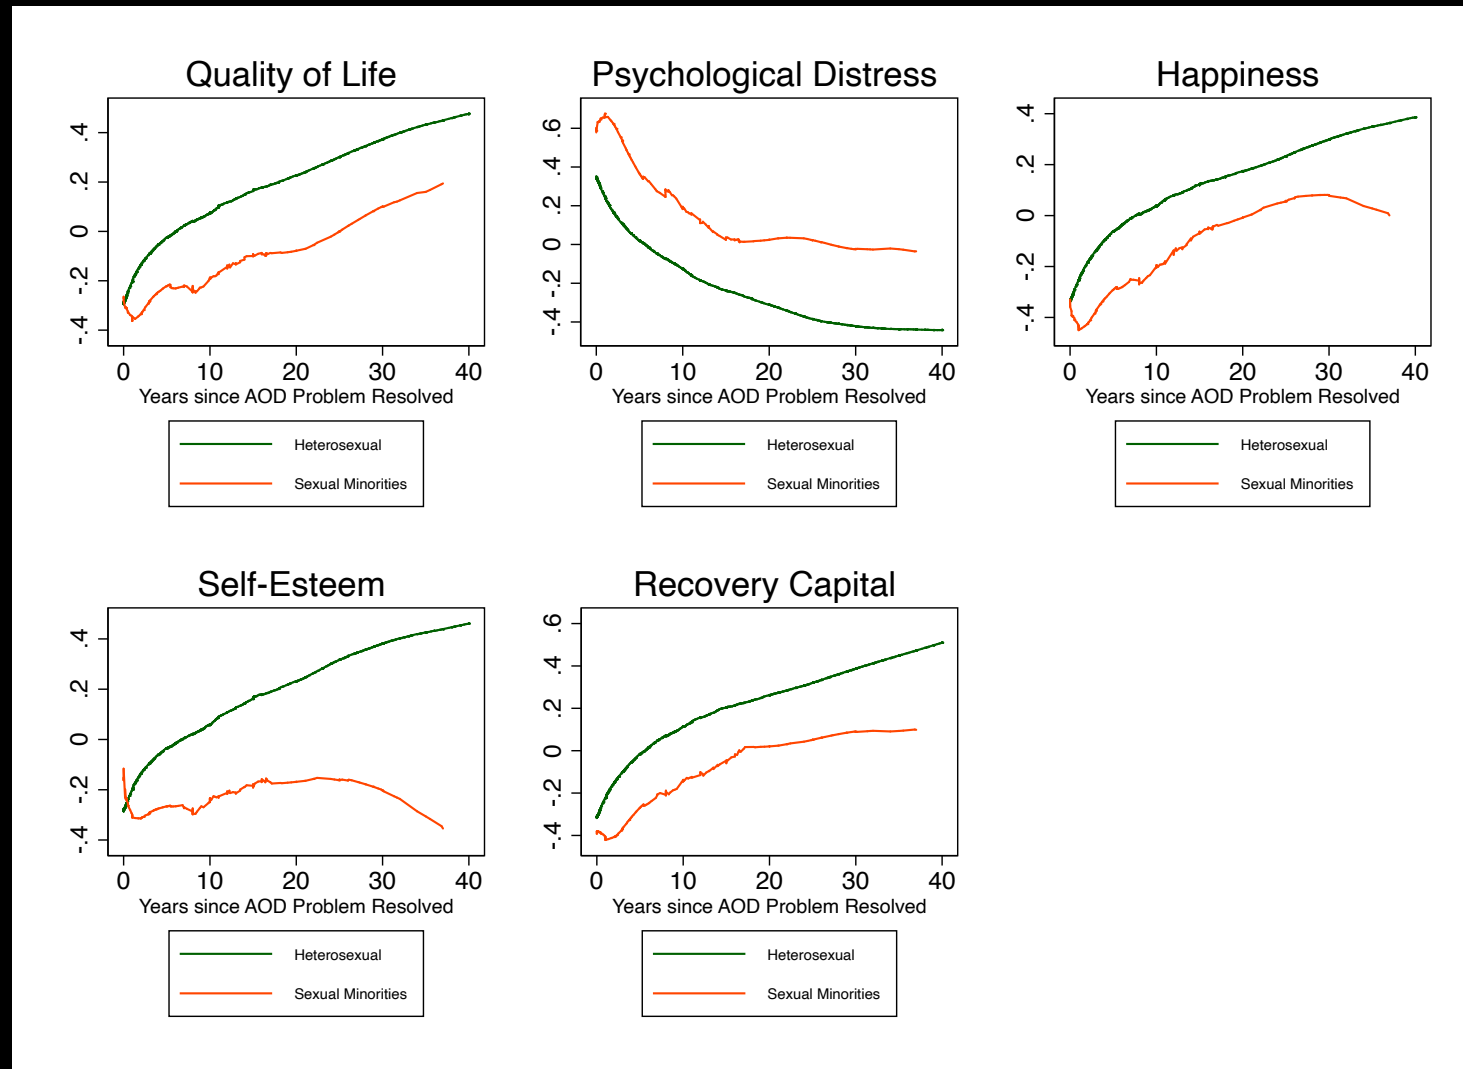 Quality of Life
.4
.2
0
-.2
-.4
0 10 20 30 40
Years since AOD Problem Resolved
Heterosexual
Sexual Minorities
Psychological Distress
.6
.4
.2
0
-.2
-.4
0 10 20 30 40
Years since AOD Problem Resolved
Heterosexual
Sexual Minorities
Happiness
.4
.2
0
-.2
-.4
0 10 20 30 40
Years since AOD Problem Resolved
Heterosexual
Sexual Minorities
Self-Esteem
.4
.2
0
-.2
-.4
0 10 20 30 40
Years since AOD Problem Resolved
Heterosexual
Sexual Minorities
Recovery Capital
.6
.4
.2
0
-.2
-.4
0 10 20 30 40
Years since AOD Problem Resolved
Heterosexual
Sexual Minorities